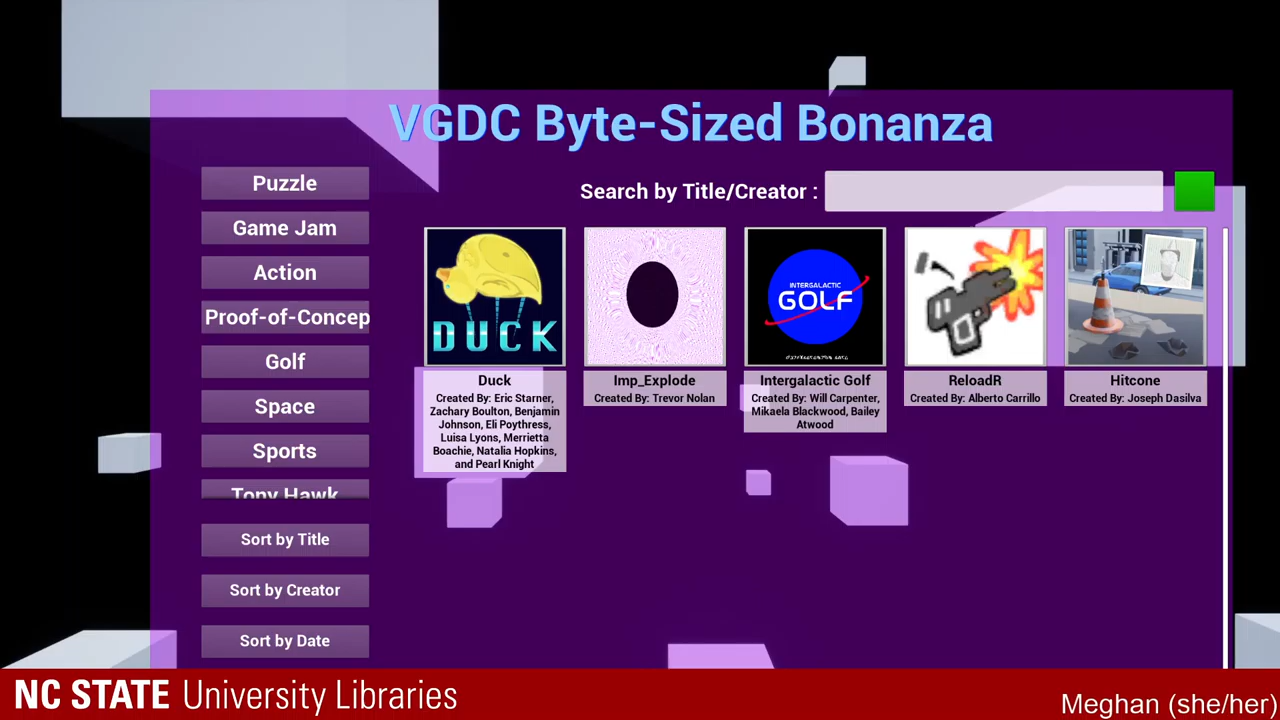 VGDC Byte-Sized Bonanza
Search by Title/Creator :
Puzzle
Game Jam
Action
Proof-of-Concep
Golf
Space
Sports
Tony Hawk
Sort by Title
Sort by Creator
Sort by Date
DUCK
Duck
Created By: Eric Starner,
Zachary Boulton, Benjamin
Johnson, Eli Poythress,
Luisa Lyons, Merrietta
Boachie, Natalia Hopkins,
and Pearl Knight
Imp_Explode
Created By: Trevor Nolan
INTERGALACTIC
GOLF
Intergalactic Golf
Created By: Will Carpenter,
Mikaela Blackwood, Bailey
Atwood
ReloadR
Created By: Alberto Carrillo
Hitcone
Created By: Joseph Dasilva
NC STATE University Libraries
Meghan (she/her)